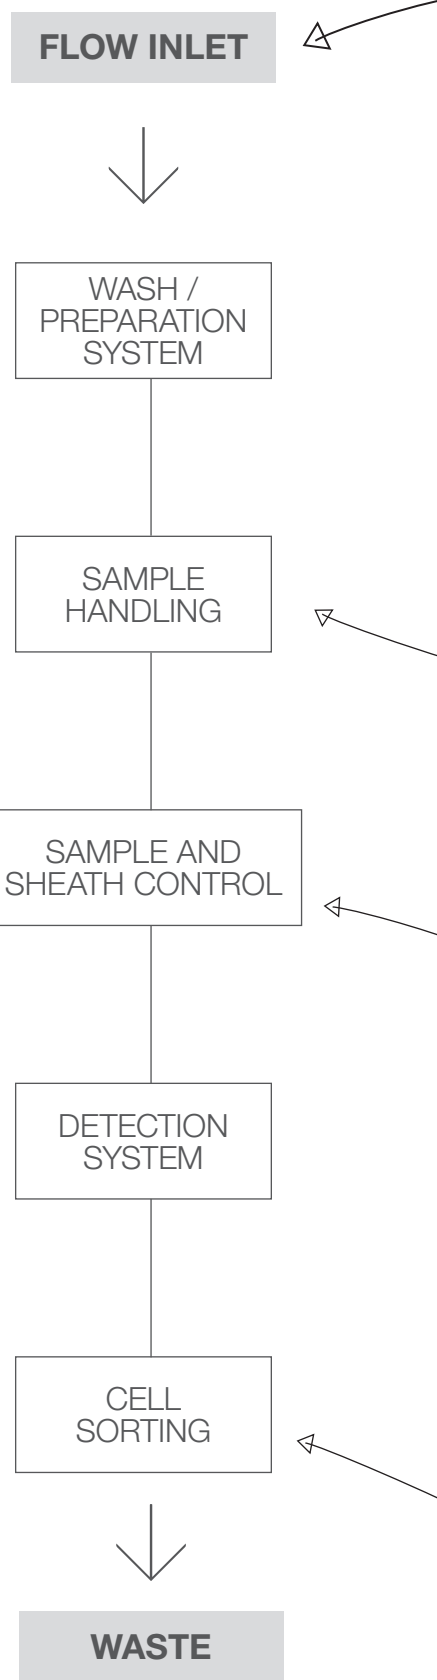 FLOW INLET
WASH /
PREPARATION
SYSTEM
SAMPLE
HANDLING
SAMPLE AND
SHEATH CONTROL
DETECTION
SYSTEM
CELL
SORTING
WASTE